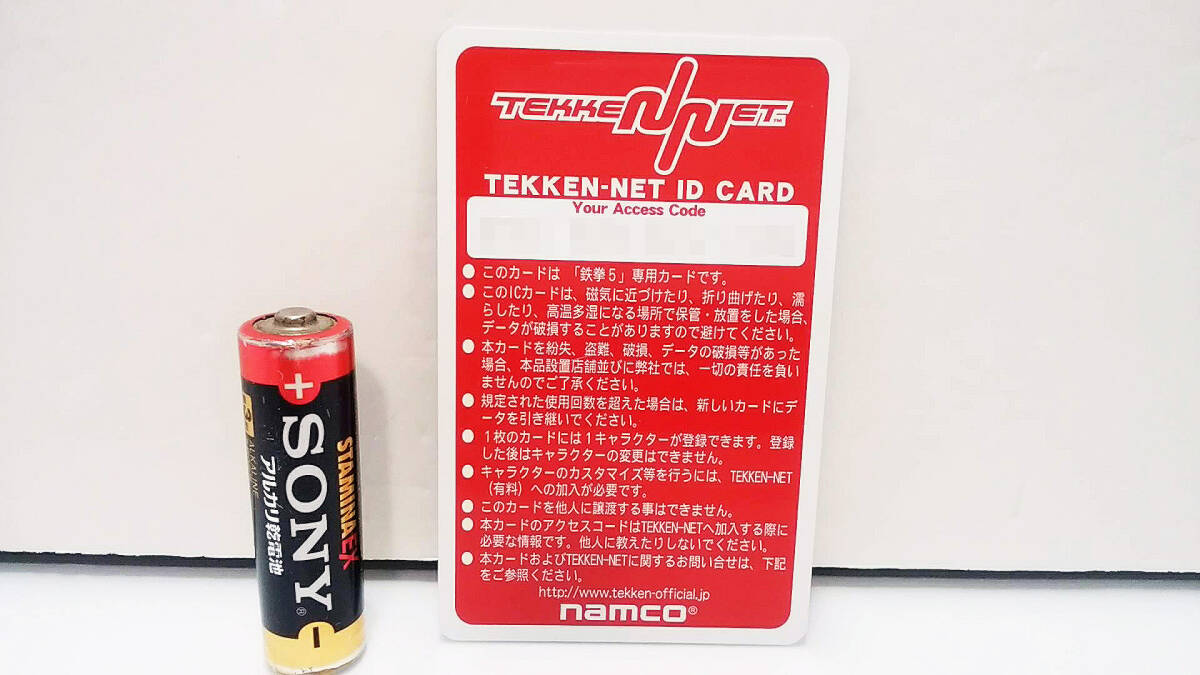 TEKKEN-NET™
TEKKEN-NET ID CARD
Your Access Code
● このカードは 「鉄拳5」専用カードです。
● このICカードは、磁気に近づけたり、折り曲げたり、濡
らしたり、高温多湿になる場所で保管・放置をした場合、
データが破損することがありますので避けてください。
● 本カードを紛失、盗難、破損、データの破損等があった
場合、本品設置店舗並びに弊社では、一切の責任を負い
ませんのでご了承ください。
● 規定された使用回数を超えた場合は、新しいカードにデ
ータを引き継いでください。
● 1枚のカードには1キャラクターが登録できます。登録
した後はキャラクターの変更はできません。
● キャラクターのカスタマイズ等を行うには、TEKKEN-NET
(有料)への加入が必要です。
● このカードを他人に譲渡する事はできません。
● 本カードのアクセスコードはTEKKEN-NETへ加入する際に
必要な情報です。他人に教えたりしないでください。
● 本カードおよびTEKKEN-NETに関するお問い合せは、下記
をご参照ください。
http://www.tekken-official.jp
namco®
+
STAMINA EX
SONY®
アルカリ乾電池
ALKALINE
−